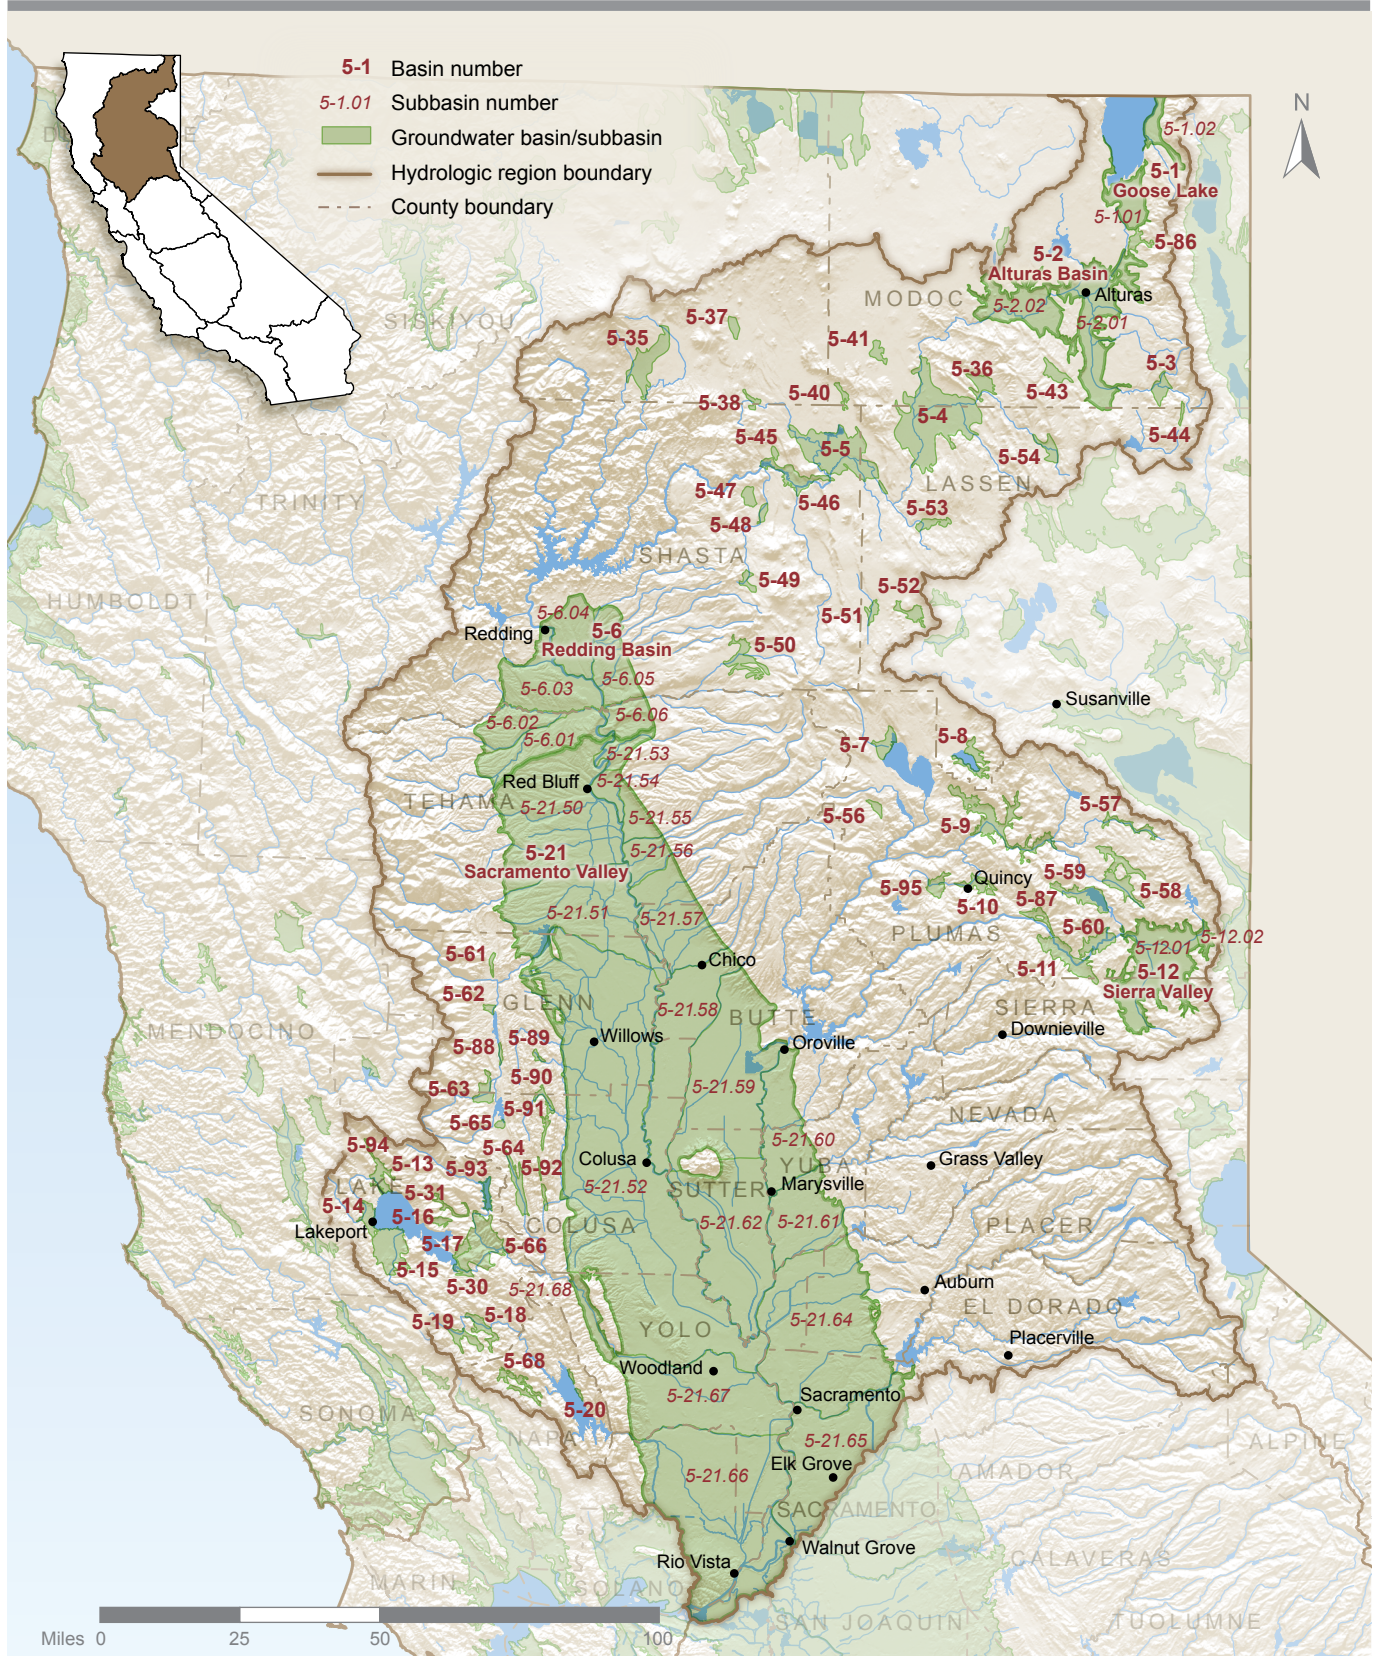 5-1 Basin number
5-1.01 Subbasin number
Groundwater basin/subbasin
Hydrologic region boundary
County boundary
N
5-1.02
5-1
Goose Lake
5-1.01
5-86
5-2
Alturas Basin
Alturas
MODOC
5-2.02
5-2.01
SISKIYOU
5-37
5-35
5-41
5-36
5-3
5-43
5-40
5-38
5-4
5-44
5-45
5-5
5-54
LASSEN
5-47
5-46
5-53
5-48
TRINITY
SHASTA
5-49
5-52
HUMBOLDT
5-51
5-6.04
Redding
5-6
Redding Basin
5-50
5-6.05
5-6.03
Susanville
5-6.06
5-6.02
5-6.01
5-7
5-8
5-21.53
Red Bluff
5-21.54
TEHAMA
5-21.50
5-57
5-55
5-21.55
5-56
5-9
5-21.56
5-21
Sacramento Valley
5-59
Quincy
5-95
5-87
5-58
5-10
5-21.51
5-21.57
5-60
PLUMAS
5-12.02
5-12.01
5-61
Chico
5-11
5-12
Sierra Valley
5-62
GLENN
5-21.58
BUTTE
SIERRA
MENDOCINO
Downieville
5-89
Willows
Oroville
5-88
5-90
5-63
5-21.59
5-91
5-65
NEVADA
5-94
5-64
5-21.60
5-13
5-93
5-92
Colusa
YUBA
Grass Valley
LAKE
5-31
5-21.52
SUTTER
Marysville
5-14
5-16
Lakeport
COLUSA
5-21.62
5-21.61
PLACER
5-17
5-66
5-15
5-30
5-21.68
Auburn
5-19
5-18
EL DORADO
5-21.64
YOLO
Placerville
5-68
Woodland
5-21.67
Sacramento
5-20
SONOMA
NAPA
5-21.65
ALPINE
Elk Grove
5-21.66
AMADOR
SACRAMENTO
Walnut Grove
CALAVERAS
Rio Vista
MARIN
SOLANO
SAN JOAQUIN
TUOLUMNE
Miles 0 25 50 100